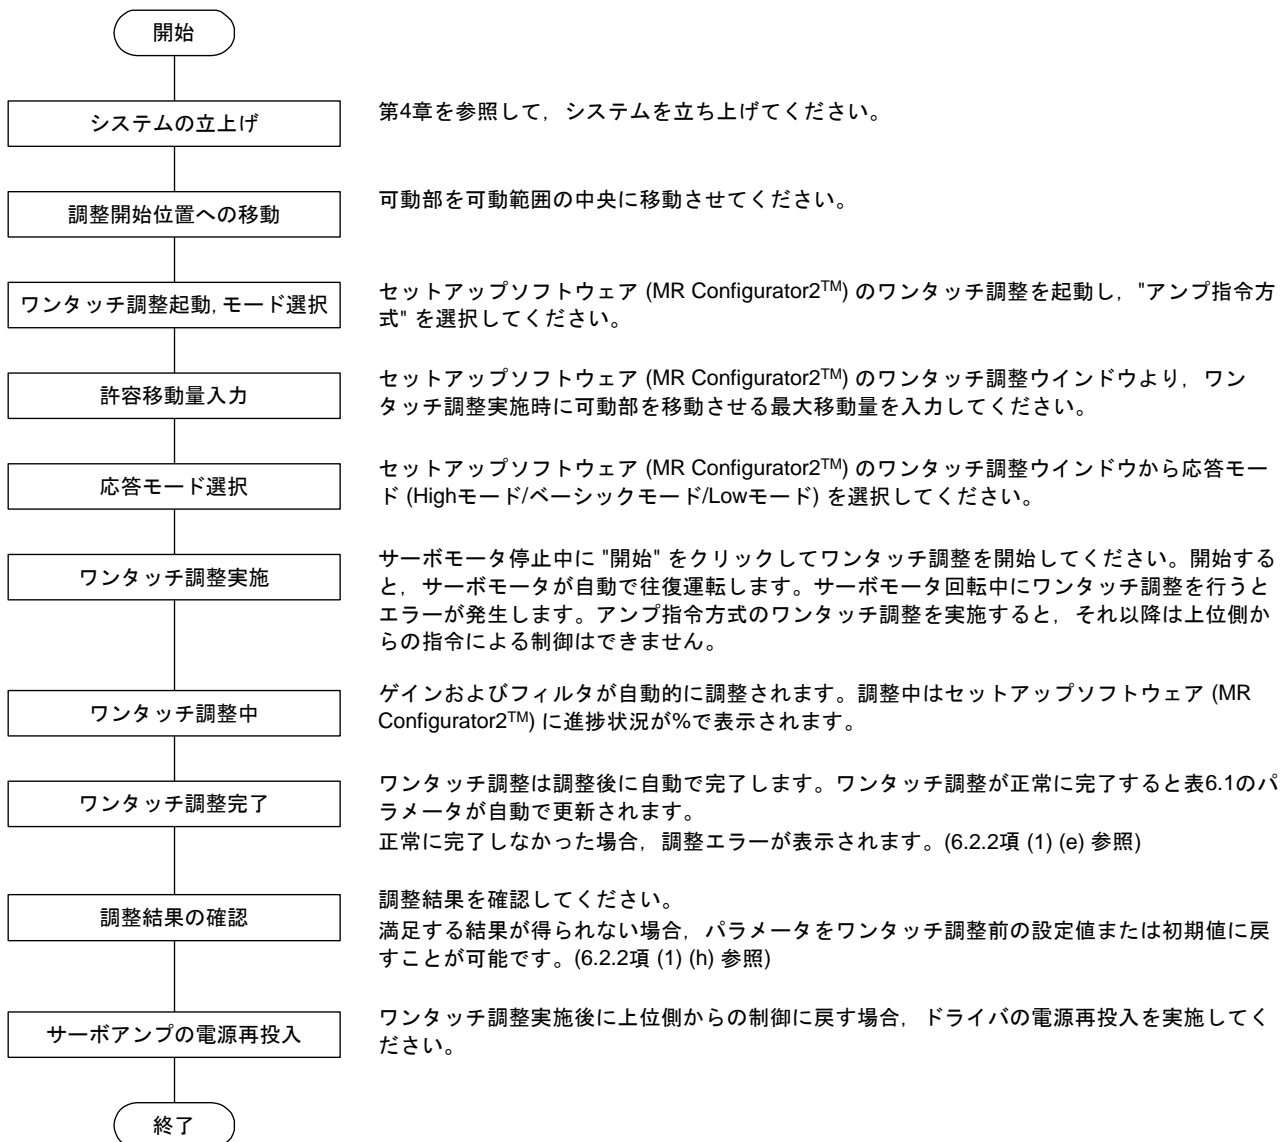 開始
システムの立上げ
第4章を参照して，システムを立ち上げてください。
調整開始位置への移動
可動部を可動範囲の中央に移動させてください。
ワンタッチ調整起動, モード選択
セットアップソフトウェア (MR Configurator2TM) のワンタッチ調整を起動し，"アンプ指令方
式" を選択してください。
許容移動量入力
セットアップソフトウェア (MR Configurator2TM) のワンタッチ調整ウインドウより，ワン
タッチ調整実施時に可動部を移動させる最大移動量を入力してください。
応答モード選択
セットアップソフトウェア (MR Configurator2TM) のワンタッチ調整ウインドウから応答モー
ド (Highモード/ベーシックモード/Lowモード) を選択してください。
ワンタッチ調整実施
サーボモータ停止中に "開始" をクリックしてワンタッチ調整を開始してください。開始する
と，サーボモータが自動で往復運転します。サーボモータ回転中にワンタッチ調整を行うと
エラーが発生します。アンプ指令方式のワンタッチ調整を実施すると，それ以降は上位側か
らの指令による制御はできません。
ワンタッチ調整中
ゲインおよびフィルタが自動的に調整されます。調整中はセットアップソフトウェア (MR
Configurator2TM) に進捗状況が%で表示されます。
ワンタッチ調整完了
ワンタッチ調整は調整後に自動で完了します。ワンタッチ調整が正常に完了すると表6.1のパ
ラメータが自動で更新されます。
正常に完了しなかった場合，調整エラーが表示されます。(6.2.2項 (1) (e) 参照)
調整結果の確認
調整結果を確認してください。
満足する結果が得られない場合，パラメータをワンタッチ調整前の設定値または初期値に戻
すことが可能です。(6.2.2項 (1) (h) 参照)
サーボアンプの電源再投入
ワンタッチ調整実施後に上位側からの制御に戻す場合，ドライバの電源再投入を実施してく
ださい。
終了